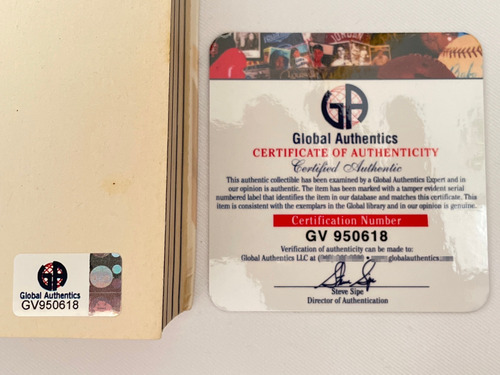 JORDAN
GA
Global Authentics
CERTIFICATE OF AUTHENTICITY
Certified Authentic
This authentic collectible has been examined by a Global Authentics Expert and in
our opinion is authentic. The item has been marked with a tamper evident serial
numbered label that identifies the item in our database and matches this certificate. This
item is consistent with the exemplars in the Global library and in our opinion is genuine.
Certification Number
GV 950618
Verification of authenticity can be made to:
Global Authentics LLC at globalauthentics
Steve Sipe
Steve Sipe
Director of Authentication
Global Authentics
GV950618